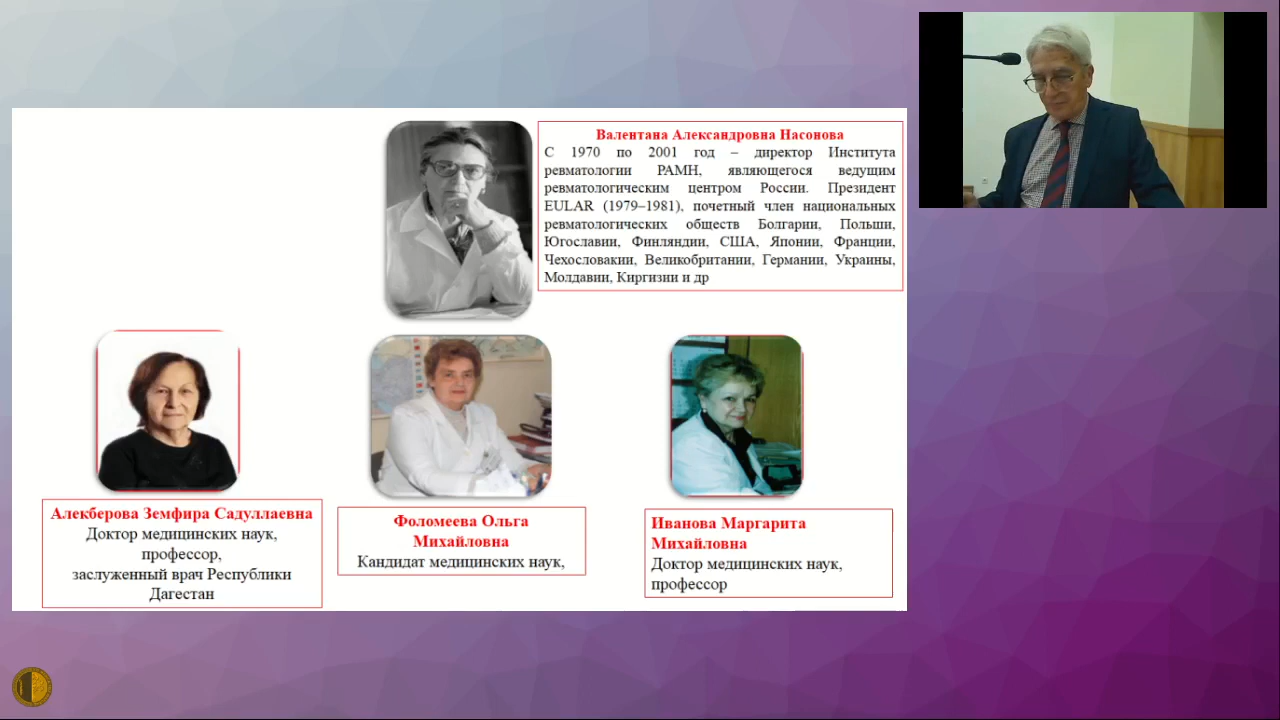 Валентана Александровна Насонова
С 1970 по 2001 год – директор Института
ревматологии РАМН, являющегося ведущим
ревматологическим центром России. Президент
EULAR (1979–1981), почетный член национальных
ревматологических обществ Болгарии, Польши,
Югославии, Финляндии, США, Японии, Франции,
Чехословакии, Великобритании, Германии, Украины,
Молдавии, Киргизии и др
Алекберова Земфира Садуллаевна
Доктор медицинских наук,
профессор,
заслуженный врач Республики
Дагестан
Фоломеева Ольга
Михайловна
Кандидат медицинских наук,
Иванова Маргарита
Михайловна
Доктор медицинских наук,
профессор